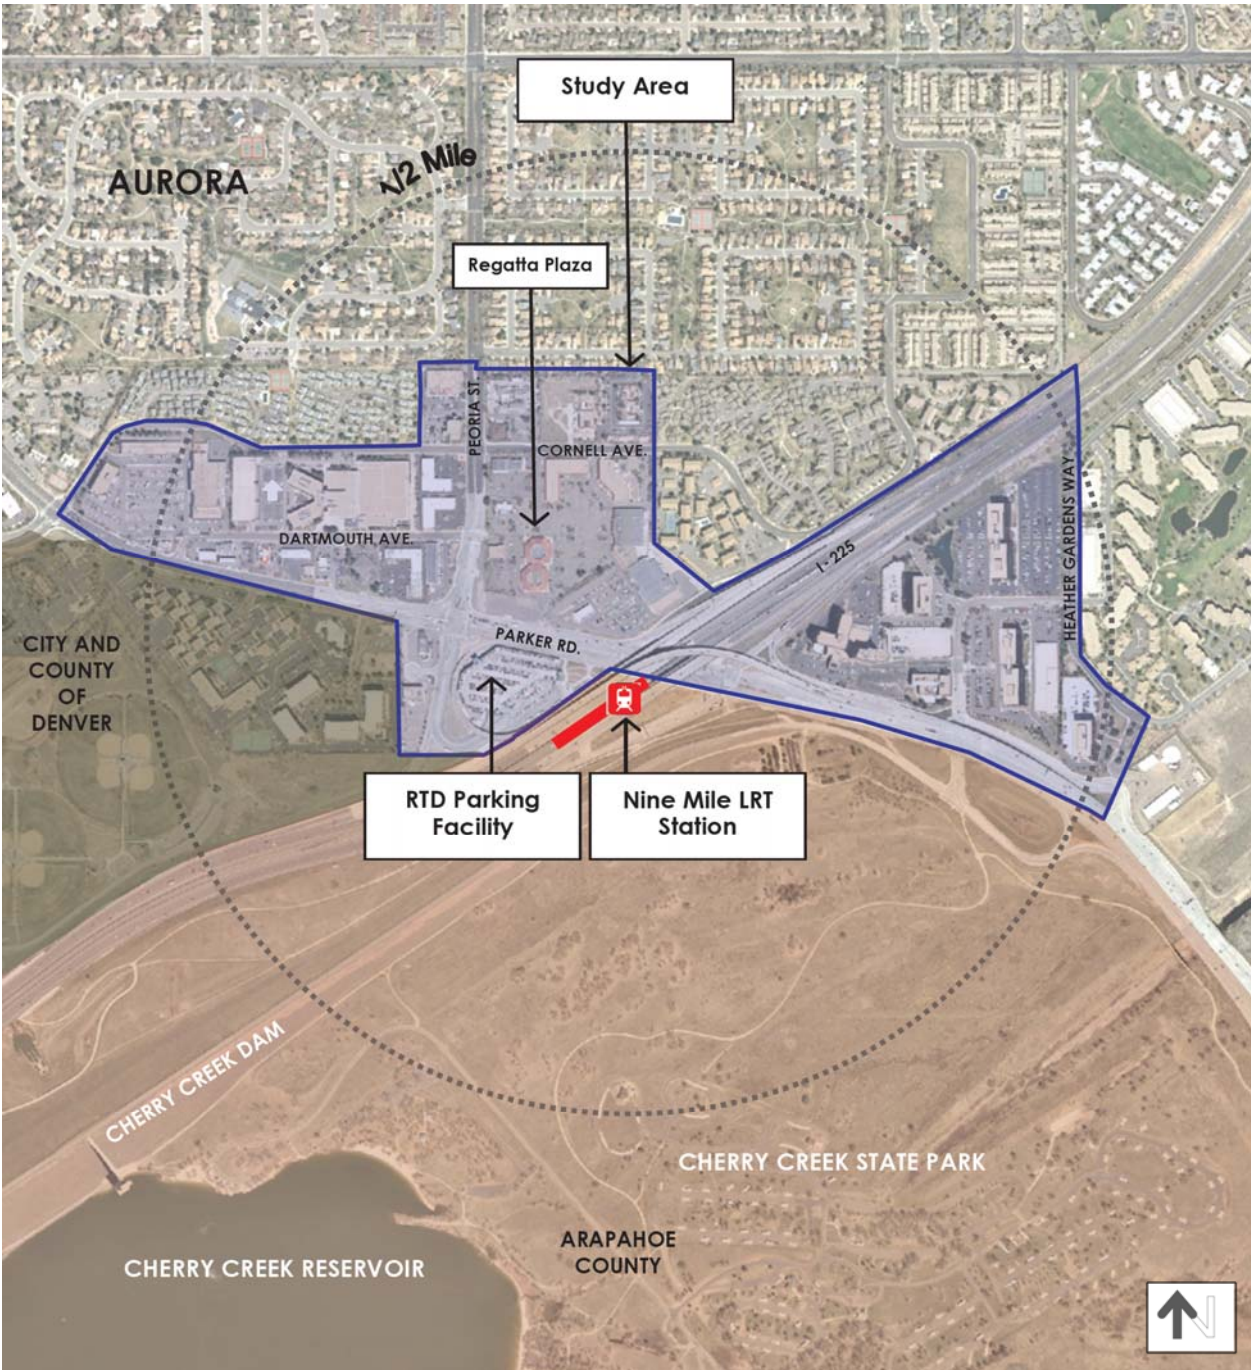 Study Area
1/2 Mile
AURORA
Regatta Plaza
PEORIA ST.
CORNELL AVE.
DARTMOUTH AVE.
I - 225
HEATHER GARDENS WAY
PARKER RD.
CITY AND
COUNTY
OF
DENVER
RTD Parking
Facility
Nine Mile LRT
Station
CHERRY CREEK DAM
CHERRY CREEK STATE PARK
ARAPAHOE
COUNTY
CHERRY CREEK RESERVOIR
N